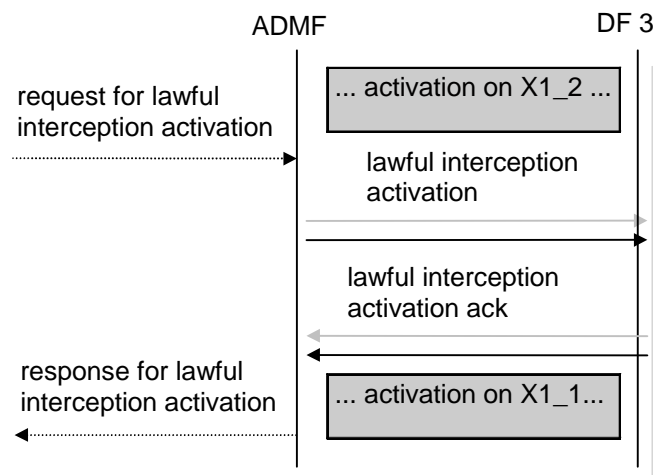 ADMF
DF 3
... activation on X1_2 ...
request for lawful
interception activation
lawful interception
activation
lawful interception
activation ack
response for lawful
interception activation
... activation on X1_1...